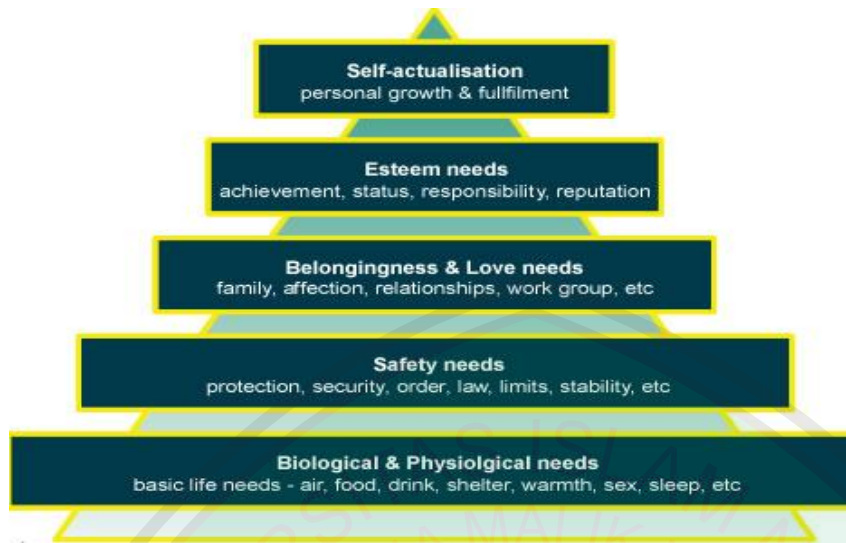 Self-actualisation
personal growth & fullfilment
Esteem needs
achievement, status, responsibility, reputation
Belongingness & Love needs
family, affection, relationships, work group, etc
Safety needs
protection, security, order, law, limits, stability, etc
Biological & Physiolgical needs
basic life needs - air, food, drink, shelter, warmth, sex, sleep, etc